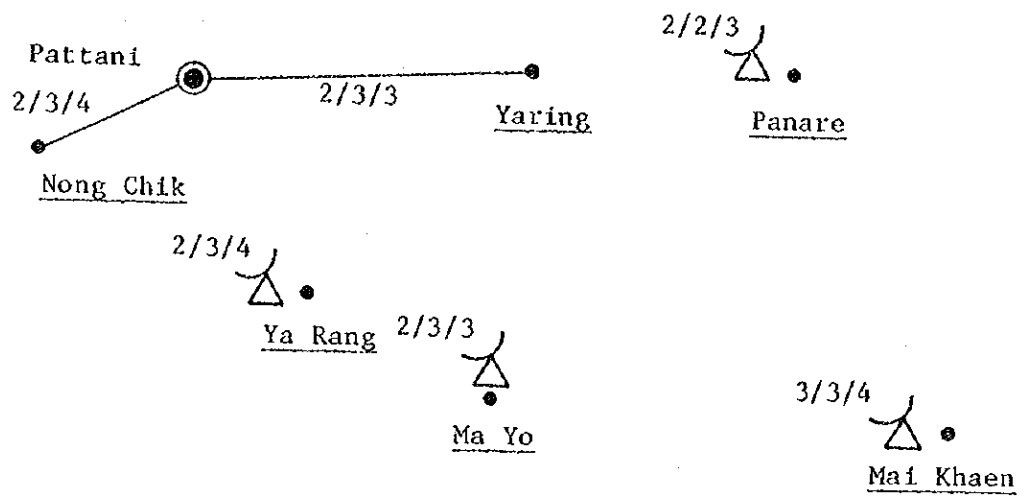 2/2/3
Pattani
2/3/4
2/3/3
Yaring
Panare
Nong Chik
2/3/4
Ya Rang
2/3/3
Ma Yo
3/3/4
Mai Khaen